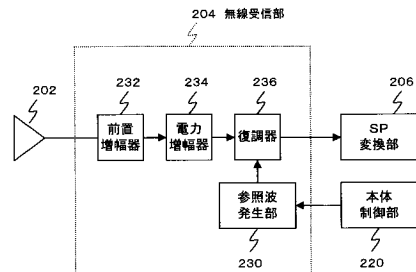 204 無線受信部
202
232
234
236
206
前置
増幅器
電力
増幅器
復調器
SP
変換部
参照波
発生部
本体
制御部
230
220